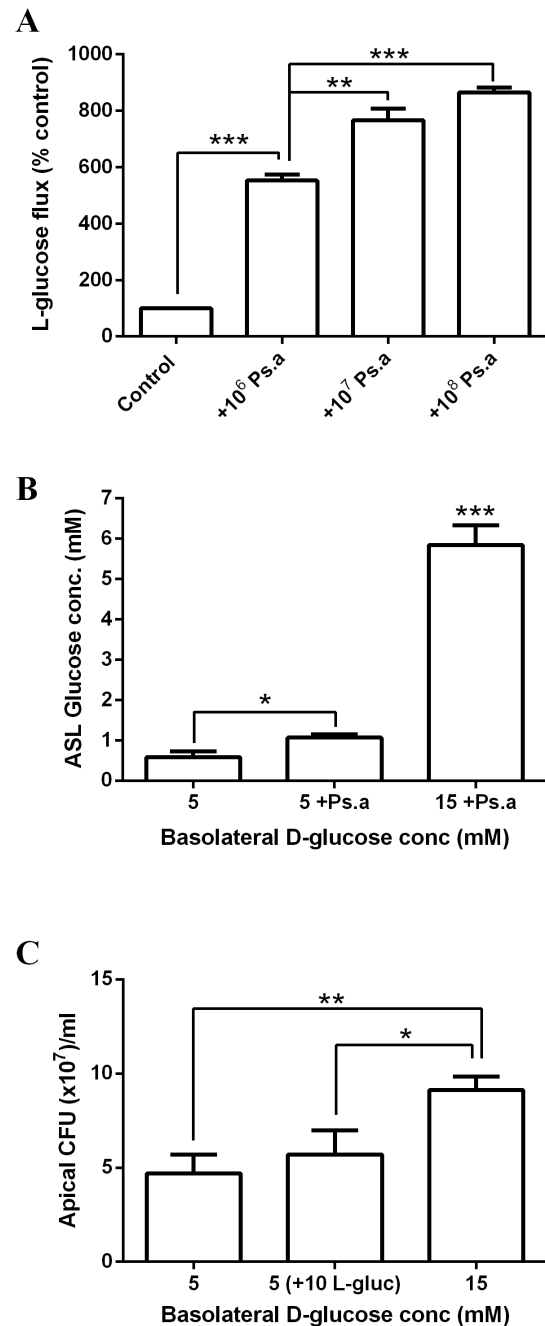 A
L-glucose flux (% control)
1000
800
600
400
200
0
***
**
***
Control
+10⁶ Ps.a
+10⁷ Ps.a
+10⁸ Ps.a
B
ASL Glucose conc. (mM)
7
6
5
4
3
2
1
0
*
***
5
5 +Ps.a
15 +Ps.a
Basolateral D-glucose conc (mM)
C
Apical CFU (x10⁷)/ml
15
10
5
0
**
*
5
5 (+10 L-gluc)
15
Basolateral D-glucose conc (mM)